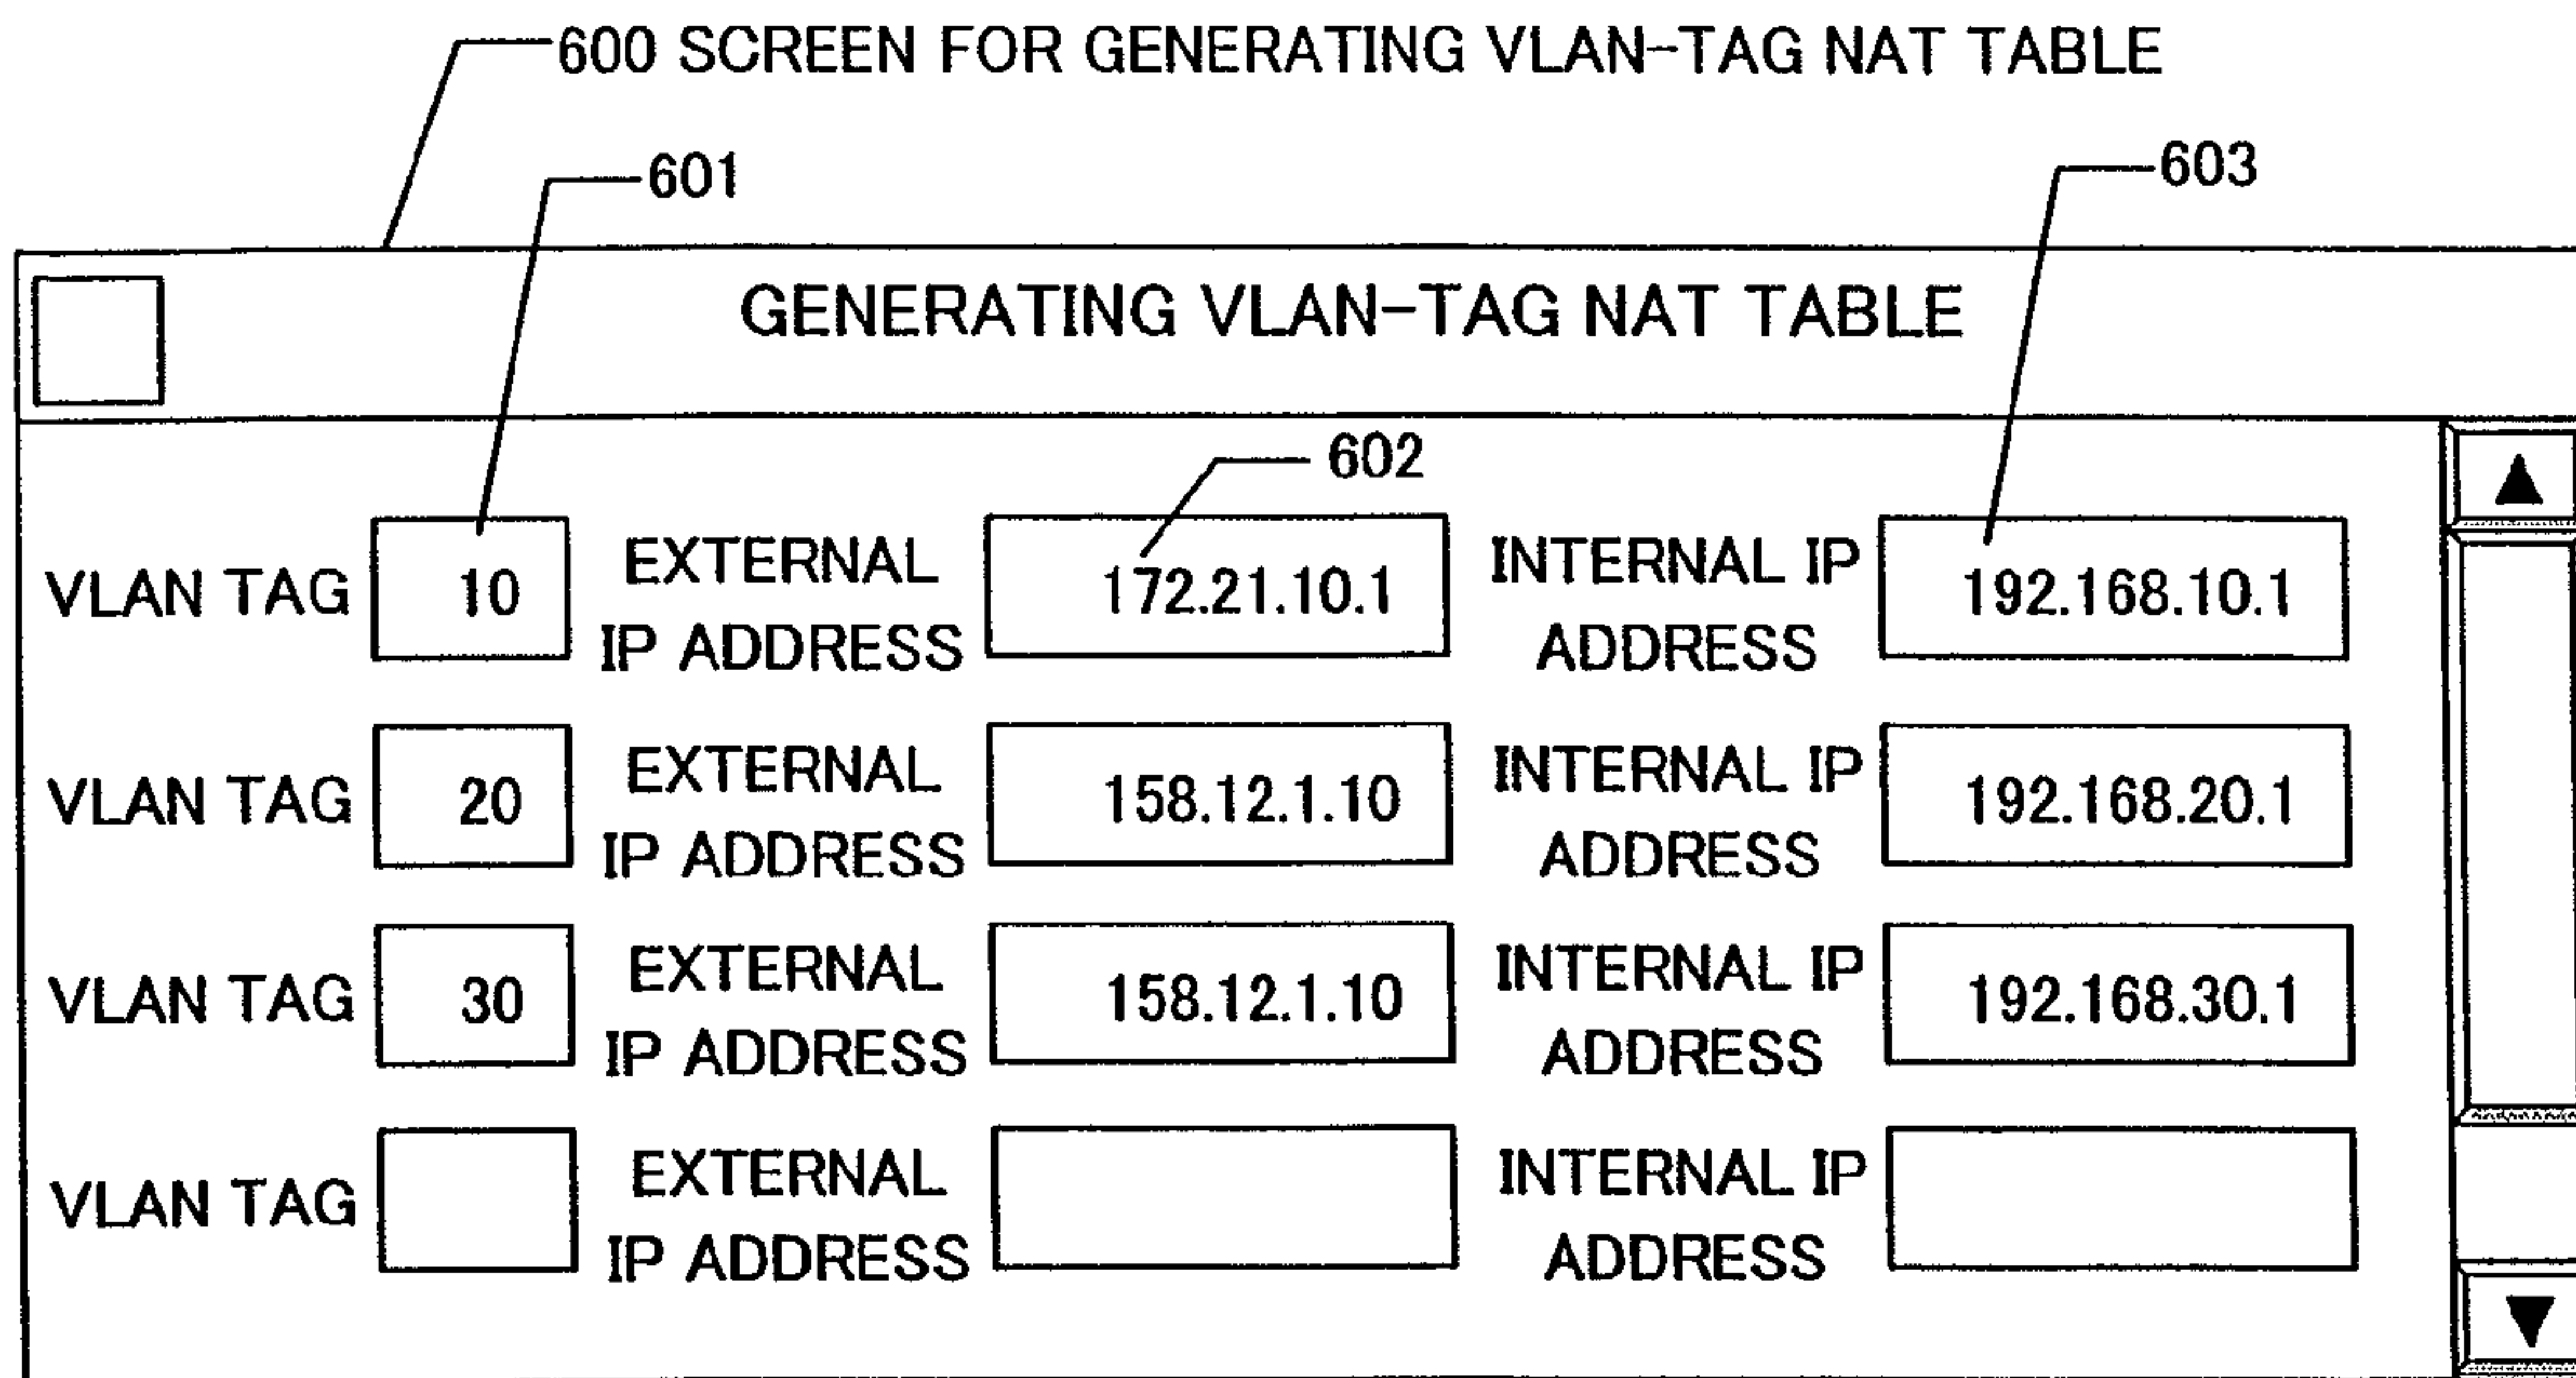 600 SCREEN FOR GENERATING VLAN-TAG NAT TABLE
601
603
GENERATING VLAN-TAG NAT TABLE
602
VLAN TAG 10 EXTERNAL IP ADDRESS 172.21.10.1 INTERNAL IP ADDRESS 192.168.10.1
VLAN TAG 20 EXTERNAL IP ADDRESS 158.12.1.10 INTERNAL IP ADDRESS 192.168.20.1
VLAN TAG 30 EXTERNAL IP ADDRESS 158.12.1.10 INTERNAL IP ADDRESS 192.168.30.1
VLAN TAG EXTERNAL IP ADDRESS INTERNAL IP ADDRESS